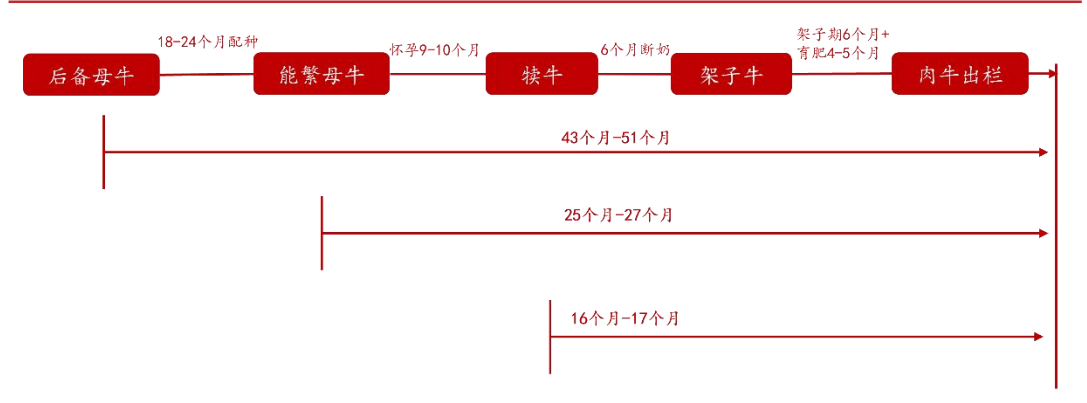 18-24个月配种
怀孕9-10个月
6个月断奶
架子期6个月+
育肥4-5个月
后备母牛
能繁母牛
犊牛
架子牛
肉牛出栏
43个月-51个月
25个月-27个月
16个月-17个月